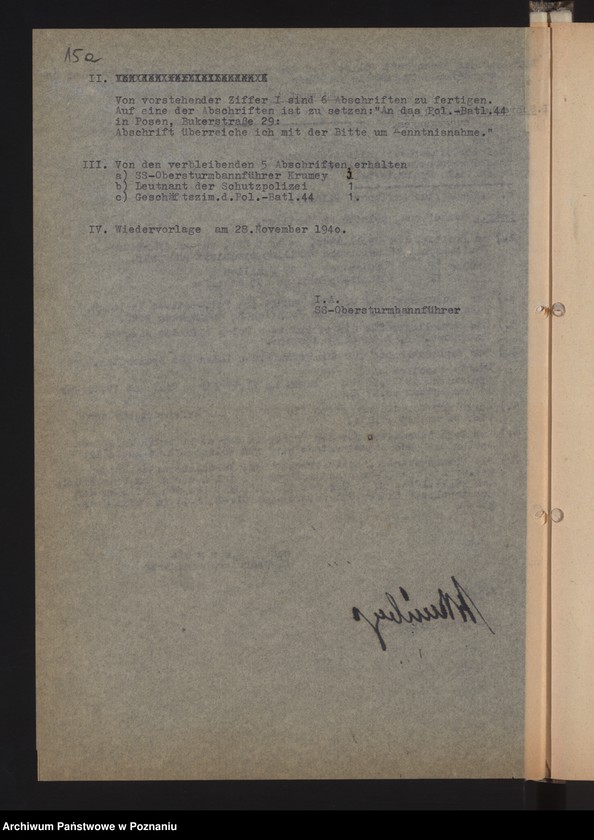 15a
II.
Von vorstehender Ziffer I sind 6 Abschriften zu fertigen.
Auf eine der Abschriften ist zu setzen:"An das Pol.-Batl.44
in Posen, Bukerstraße 29:
Abschrift überreiche ich mit der Bitte um Kenntnisnahme."
III. Von den verbleibenden 5 Abschriften erhalten
a) SS-Obersturmbannführer Krumey 3
b) Leutnant der Schutzpolizei 1
c) Geschäftszim.d.Pol.-Batl.44 1.
IV. Wiedervorlage am 28.November 194o.
I.A.
SS-Obersturmbannführer
Archiwum Państwowe w Poznaniu